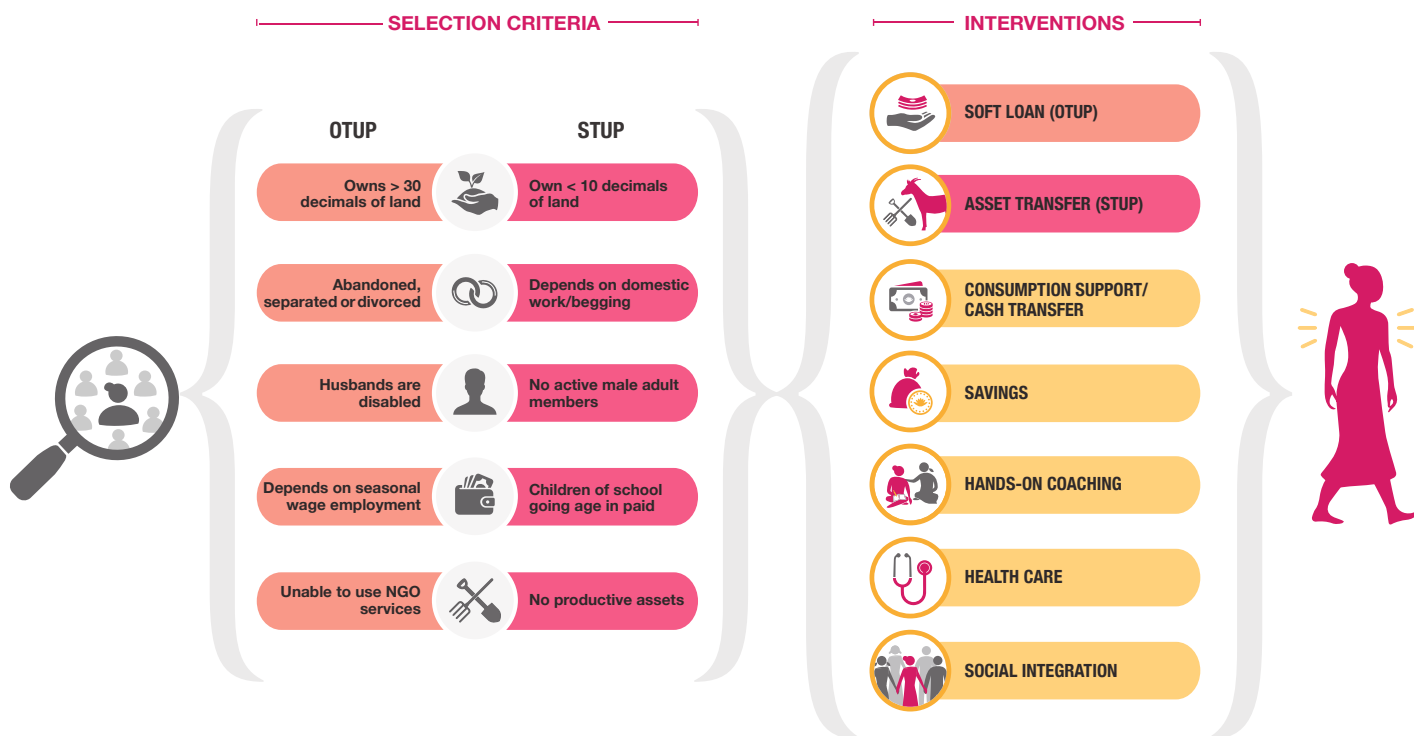 SELECTION CRITERIA
OTUP
STUP
Owns > 30
decimals of land
Own < 10 decimals
of land
Abandoned,
separated or divorced
Depends on domestic
work/begging
Husbands are
disabled
No active male adult
members
Depends on seasonal
wage employment
Children of school
going age in paid
Unable to use NGO
services
No productive assets
INTERVENTIONS
SOFT LOAN (OTUP)
ASSET TRANSFER (STUP)
CONSUMPTION SUPPORT/
CASH TRANSFER
SAVINGS
HANDS-ON COACHING
HEALTH CARE
SOCIAL INTEGRATION